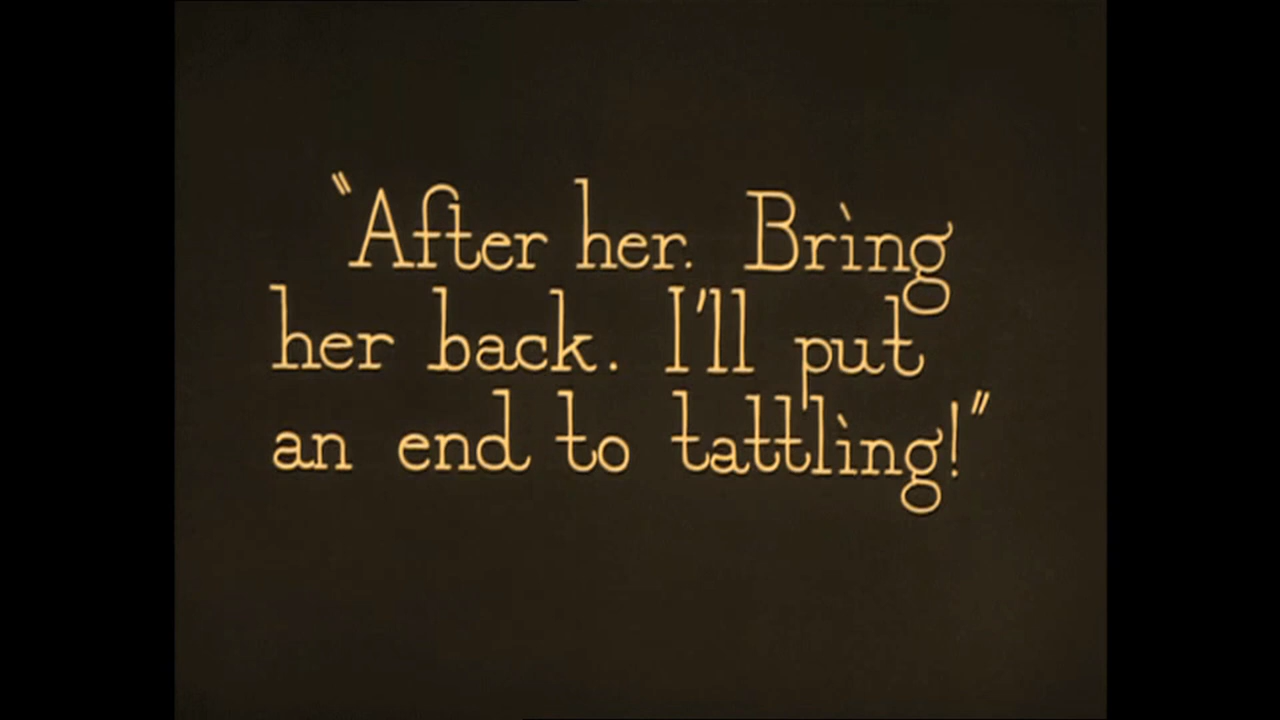 "After her. Bring
her back. I'll put
an end to tattling!"